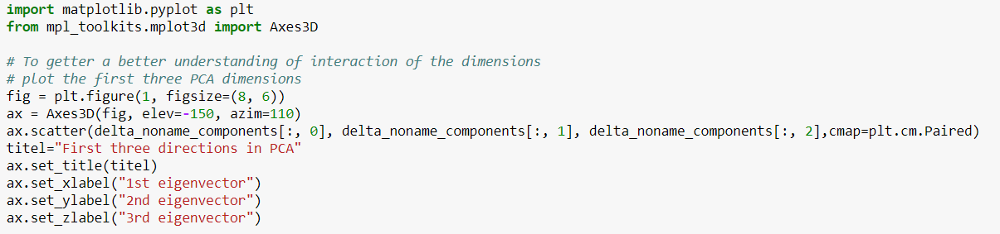 import matplotlib.pyplot as plt
from mpl_toolkits.mplot3d import Axes3D

# To getter a better understanding of interaction of the dimensions
# plot the first three PCA dimensions
fig = plt.figure(1, figsize=(8, 6))
ax = Axes3D(fig, elev=-150, azim=110)
ax.scatter(delta_noname_components[:, 0], delta_noname_components[:, 1], delta_noname_components[:, 2],cmap=plt.cm.Paired)
titel="First three directions in PCA"
ax.set_title(titel)
ax.set_xlabel("1st eigenvector")
ax.set_ylabel("2nd eigenvector")
ax.set_zlabel("3rd eigenvector")